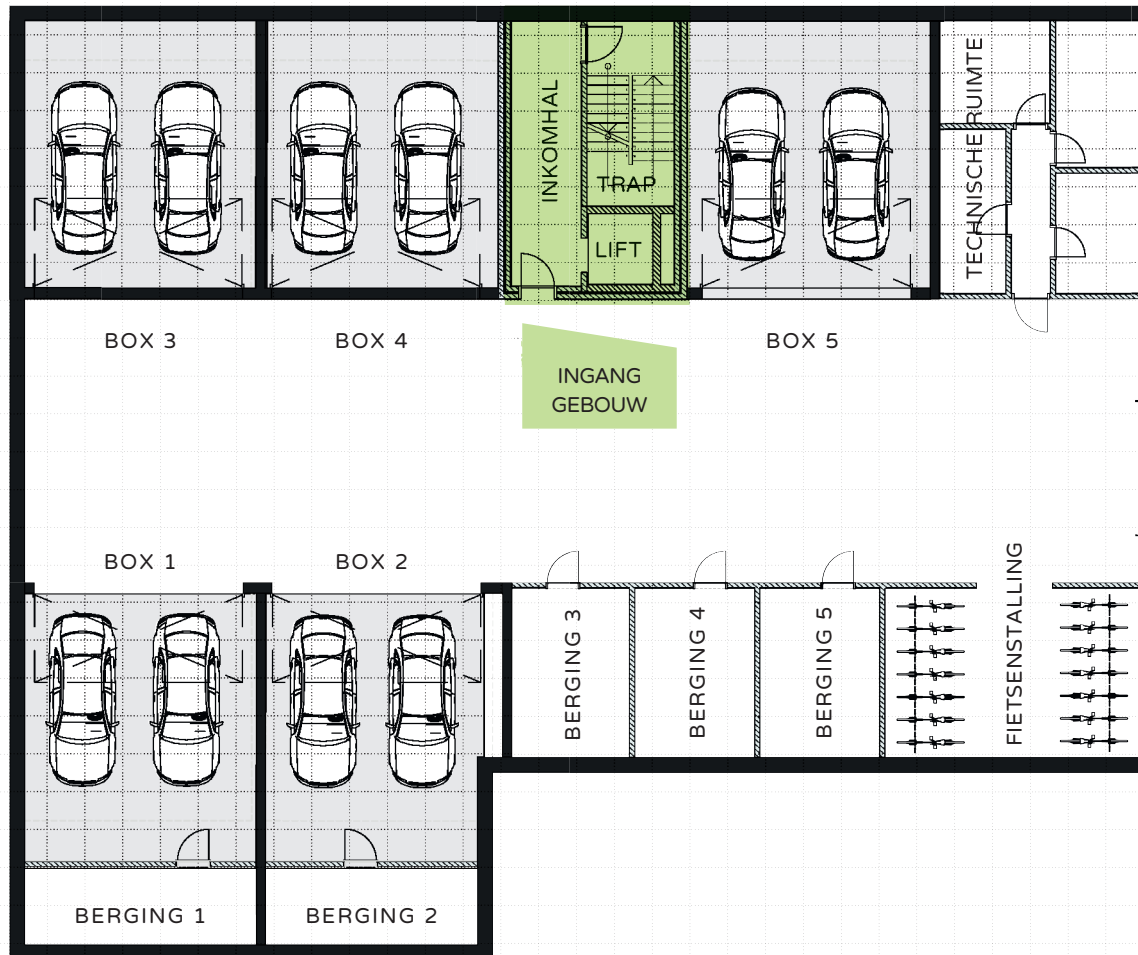 INKOMHAL
TRAP
LIFT
TECHNISCHE RUIMTE
BOX 3
BOX 4
BOX 5
INGANG
GEBOUW
BOX 1
BOX 2
BERGING 3
BERGING 4
BERGING 5
FIETSENSTALLING
BERGING 1
BERGING 2